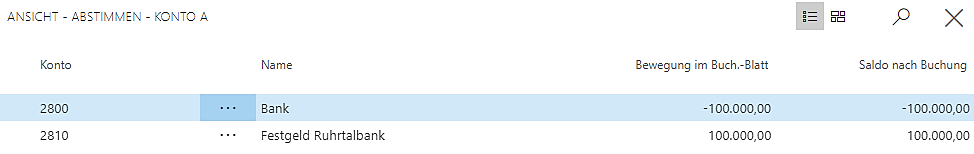 ANSICHT - ABSTIMMEN - KONTO A
Konto Name Bewegung im Buch.-Blatt Saldo nach Buchung
2800 ··· Bank -100.000,00 -100.000,00
2810 ··· Festgeld Ruhrtalbank 100.000,00 100.000,00